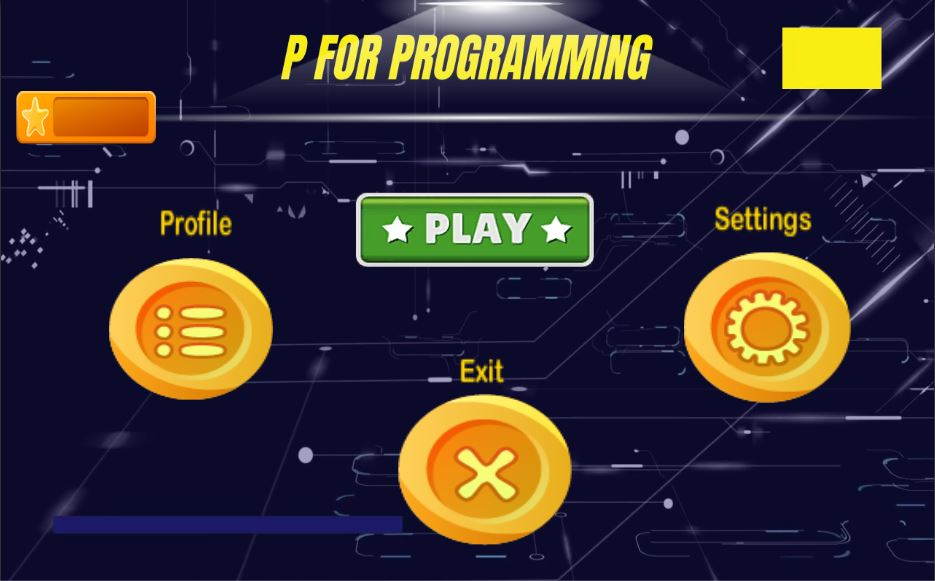 P FOR PROGRAMMING
PLAY
Profile
Settings
Exit